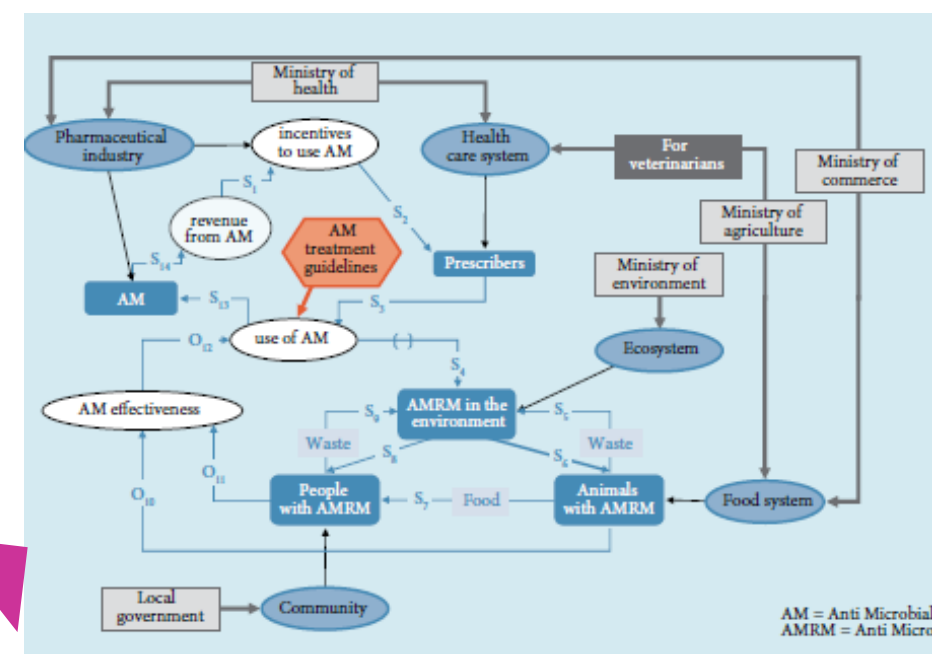 Ministry of
health
Pharmaceutical
industry
incentives
to use AM
Health
care system
For
veterinarians
Ministry of
commerce
S1
revenue
from AM
S2
AM
treatment
guidelines
Ministry of
agriculture
S14
Prescribers
Ministry of
environment
AM
S13
S3
O12
use of AM
( )
Ecosystem
S4
AM effectiveness
S9
AMRM in the
environment
S5
Waste
Waste
S8
S6
O11
O10
People
with AMRM
S7
Food
Animals
with AMRM
Food system
Local
government
Community
AM = Anti Microbial
AMRM = Anti Micro